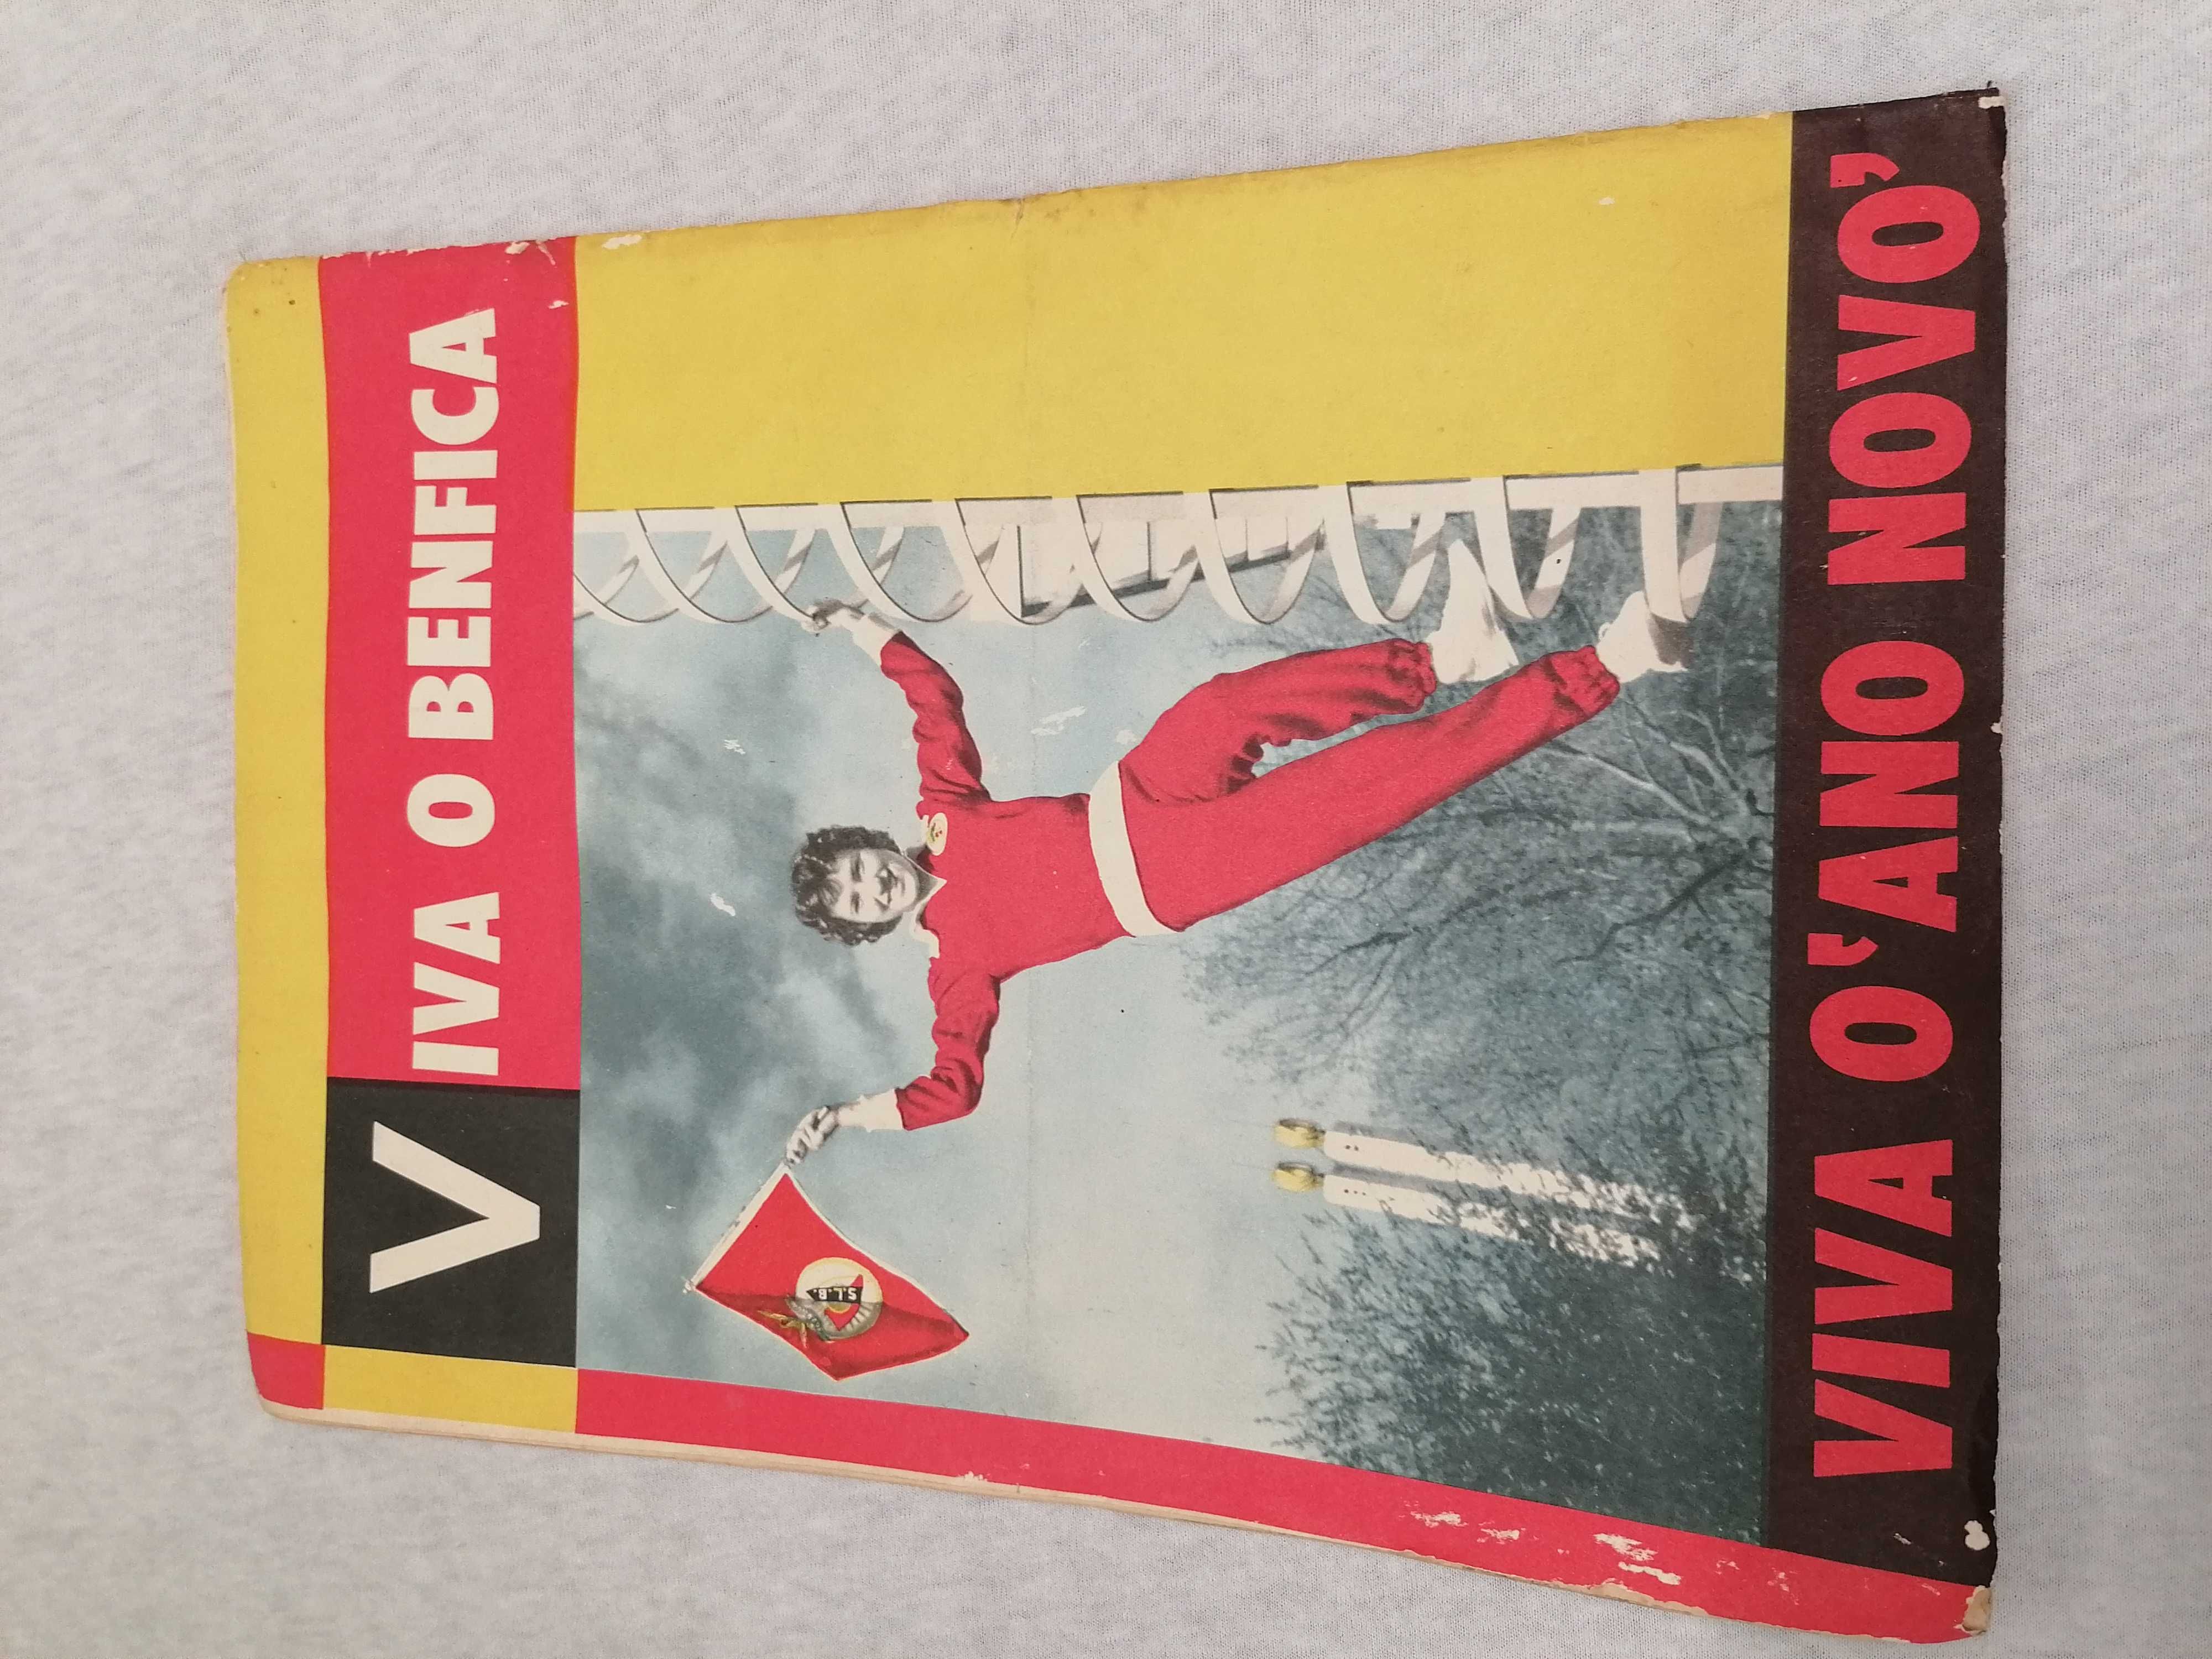 VIVA O BENFICA
S.L.B.
VIVA O'ANO NOVO'